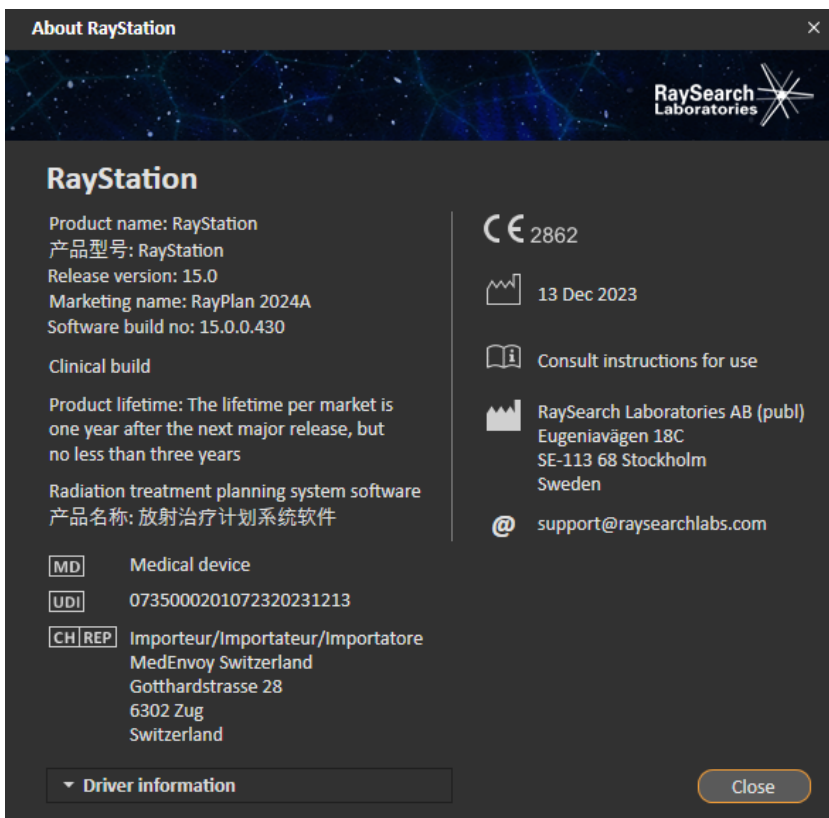 About RayStation
RaySearch
Laboratories
RayStation
Product name: RayStation
产品型号: RayStation
Release version: 15.0
Marketing name: RayPlan 2024A
Software build no: 15.0.0.430
Clinical build
Product lifetime: The lifetime per market is
one year after the next major release, but
no less than three years
Radiation treatment planning system software
产品名称: 放射治疗计划系统软件
MD Medical device
UDI 0735000201072320231213
CH REP Importeur/Importateur/Importatore
MedEnvoy Switzerland
Gotthardstrasse 28
6302 Zug
Switzerland
CE 2862
13 Dec 2023
Consult instructions for use
RaySearch Laboratories AB (publ)
Eugeniavägen 18C
SE-113 68 Stockholm
Sweden
@ support@raysearchlabs.com
Driver information
Close